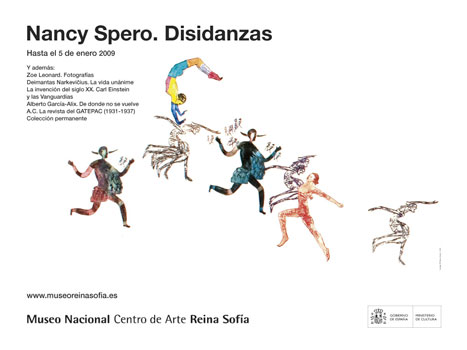 Nancy Spero. Disidanzas
Hasta el 5 de enero 2009
Y además:
Zoe Leonard. Fotografías
Deimantas Narkevičius. La vida unánime
La invención del siglo XX. Carl Einstein
y las Vanguardias
Alberto García-Alix. De donde no se vuelve
A.C. La revista del GATEPAC (1931-1937)
Colección permanente
www.museoreinasofia.es
Museo Nacional Centro de Arte Reina Sofía
GOBIERNO
DE ESPAÑA
MINISTERIO
DE CULTURA